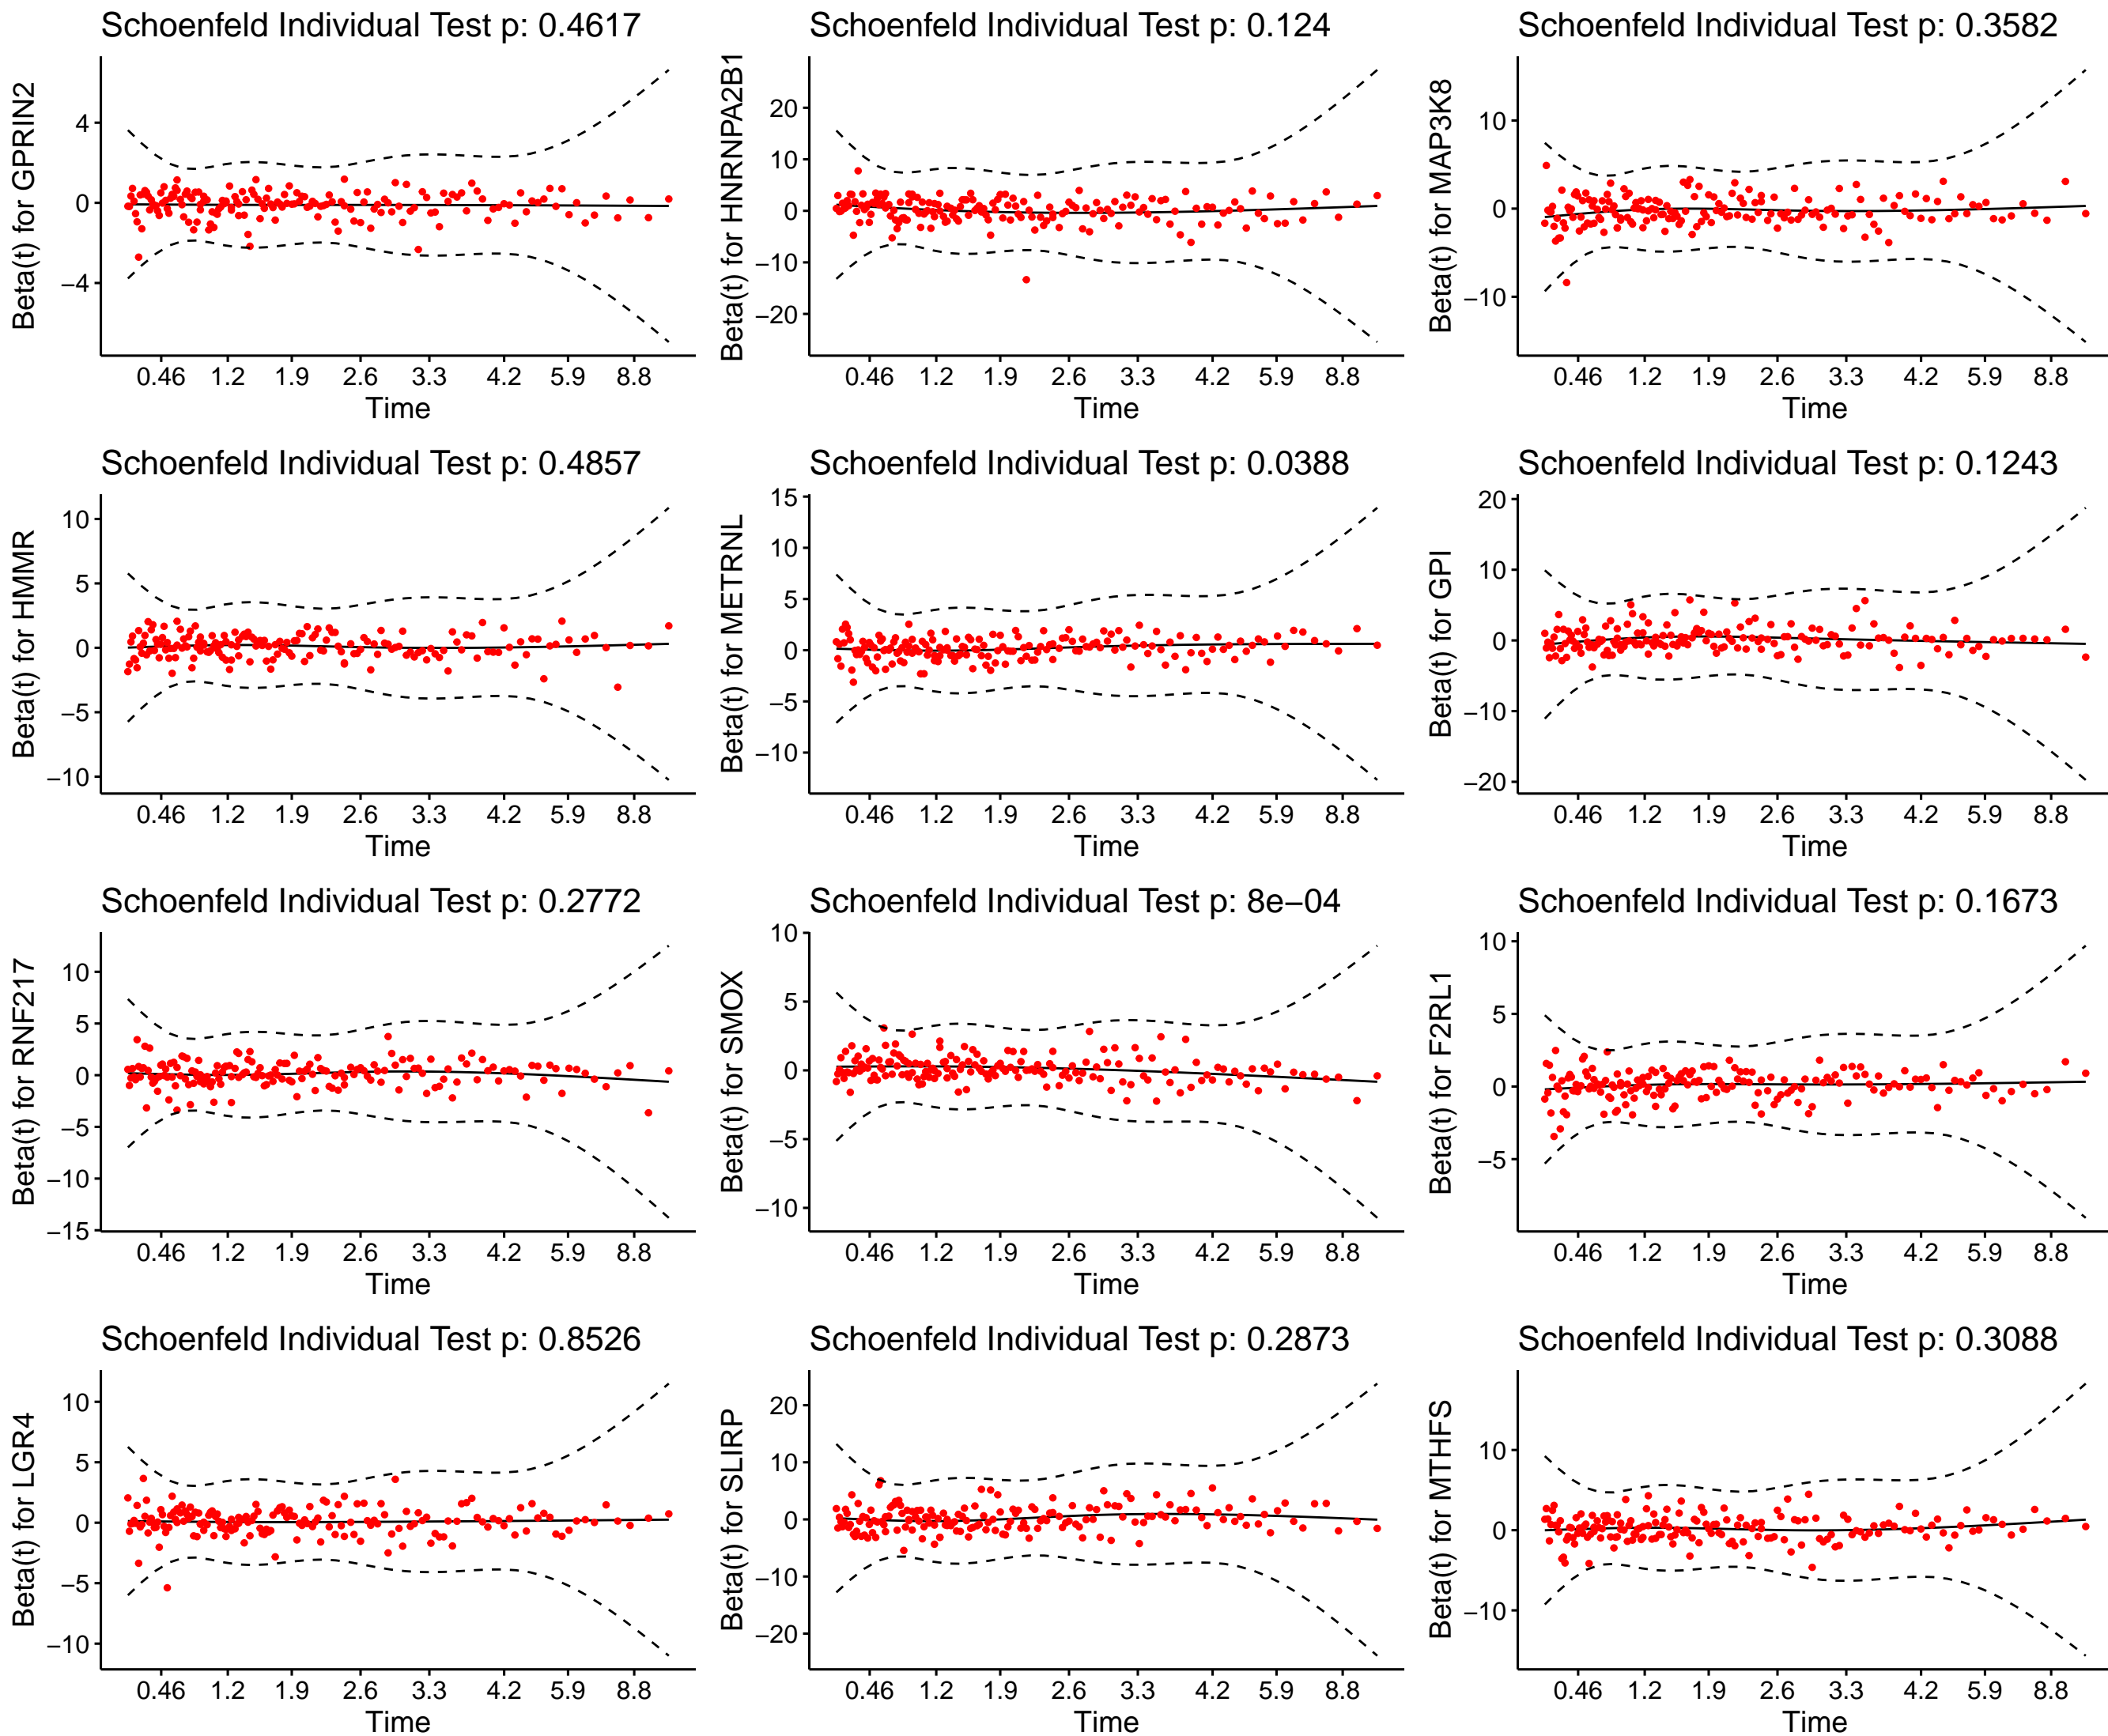 Schoenfeld Individual Test p: 0.4617
Beta(t) for GPRIN2
4
0
−4
0.46 1.2 1.9 2.6 3.3 4.2 5.9 8.8
Time
Schoenfeld Individual Test p: 0.124
Beta(t) for HNRNPA2B1
20
10
0
−10
−20
0.46 1.2 1.9 2.6 3.3 4.2 5.9 8.8
Time
Schoenfeld Individual Test p: 0.3582
Beta(t) for MAP3K8
10
0
−10
0.46 1.2 1.9 2.6 3.3 4.2 5.9 8.8
Time
Schoenfeld Individual Test p: 0.4857
Beta(t) for HMMR
10
5
0
−5
−10
0.46 1.2 1.9 2.6 3.3 4.2 5.9 8.8
Time
Schoenfeld Individual Test p: 0.0388
Beta(t) for METRNL
15
10
5
0
−5
−10
0.46 1.2 1.9 2.6 3.3 4.2 5.9 8.8
Time
Schoenfeld Individual Test p: 0.1243
Beta(t) for GPI
20
10
0
−10
−20
0.46 1.2 1.9 2.6 3.3 4.2 5.9 8.8
Time
Schoenfeld Individual Test p: 0.2772
Beta(t) for RNF217
10
5
0
−5
−10
−15
0.46 1.2 1.9 2.6 3.3 4.2 5.9 8.8
Time
Schoenfeld Individual Test p: 8e−04
Beta(t) for SMOX
10
5
0
−5
−10
0.46 1.2 1.9 2.6 3.3 4.2 5.9 8.8
Time
Schoenfeld Individual Test p: 0.1673
Beta(t) for F2RL1
10
5
0
−5
0.46 1.2 1.9 2.6 3.3 4.2 5.9 8.8
Time
Schoenfeld Individual Test p: 0.8526
Beta(t) for LGR4
10
5
0
−5
−10
0.46 1.2 1.9 2.6 3.3 4.2 5.9 8.8
Time
Schoenfeld Individual Test p: 0.2873
Beta(t) for SLIRP
20
10
0
−10
−20
0.46 1.2 1.9 2.6 3.3 4.2 5.9 8.8
Time
Schoenfeld Individual Test p: 0.3088
Beta(t) for MTHFS
10
0
−10
0.46 1.2 1.9 2.6 3.3 4.2 5.9 8.8
Time